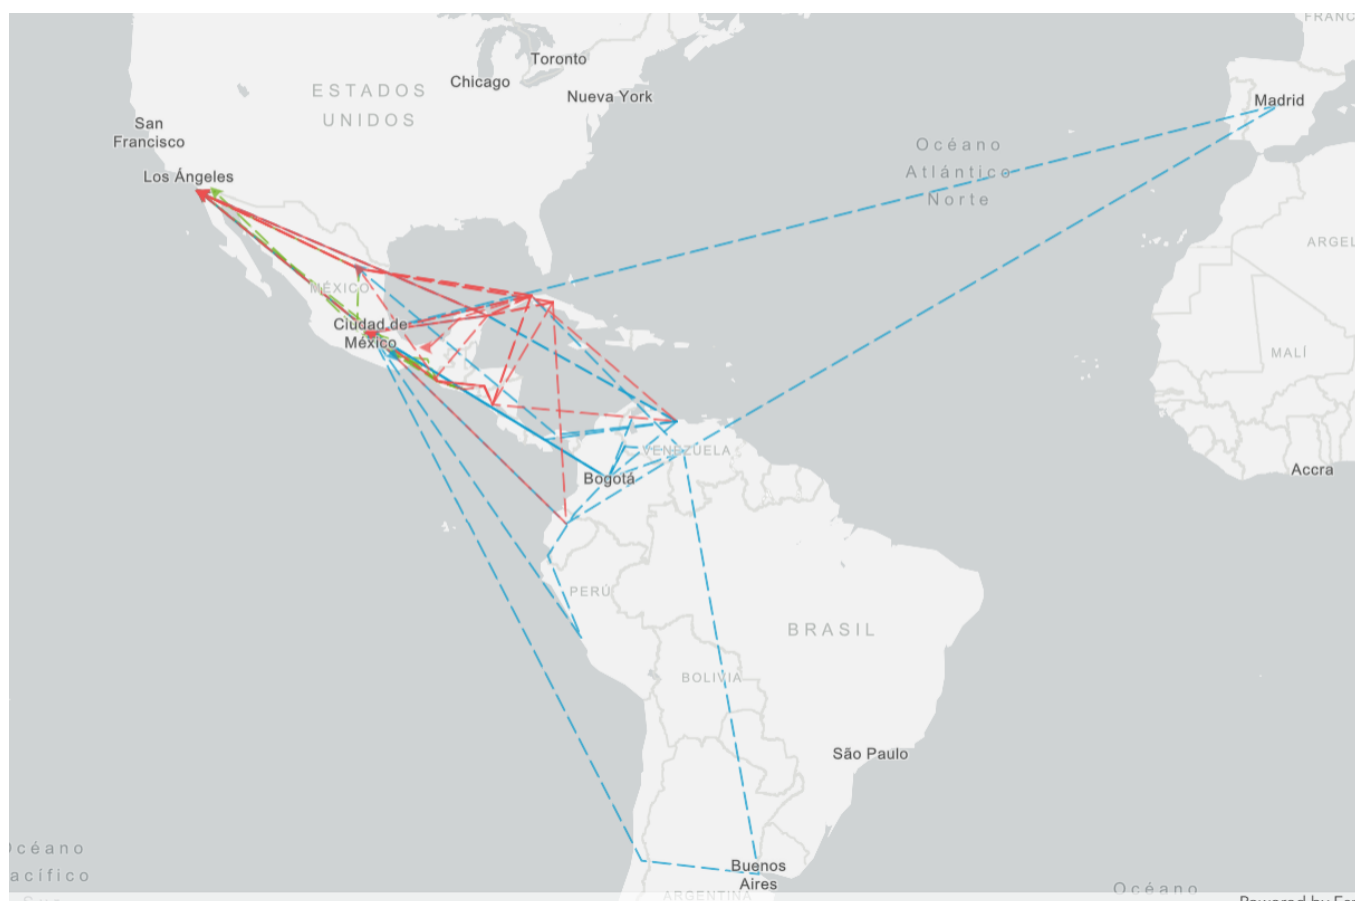 FRANC
Toronto
Chicago
ESTADOS
UNIDOS
Nueva York
Madrid
San
Francisco
Océano
Atlántico
Norte
Los Ángeles
ARGEL
MÉXICO
Ciudad de
México
MALÍ
VENEZUELA
Bogotá
Accra
PERÚ
BRASIL
BOLIVIA
São Paulo
Océano
acífico
Buenos
Aires
ARGENTINA
Océano